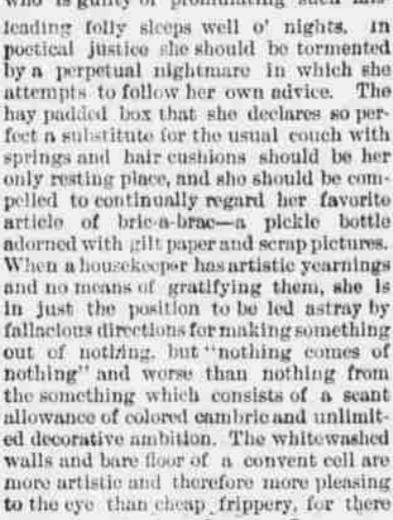 who is guilty of promulgating such mis-
leading folly sleeps well o' nights. in
poetical justice she should be tormented
by a perpetual nightmare in which she
attempts to follow her own advice. The
hay padded box that she declares so per-
fect a substitute for the usual couch with
springs and hair cushions should be her
only resting place, and she should be com-
pelled to continually regard her favorite
article of bric-a-brac—a pickle bottle
adorned with gilt paper and scrap pictures.
When a housekeeper has artistic yearnings
and no means of gratifying them, she is
in just the position to be led astray by
fallacious directions for making something
out of nothing. but "nothing comes of
nothing" and worse than nothing from
the something which consists of a scant
allowance of colored cambric and unlimit-
ed decorative ambition. The whitewashed
walls and bare floor of a convent cell are
more artistic and therefore more pleasing
to the eye than cheap frippery, for there